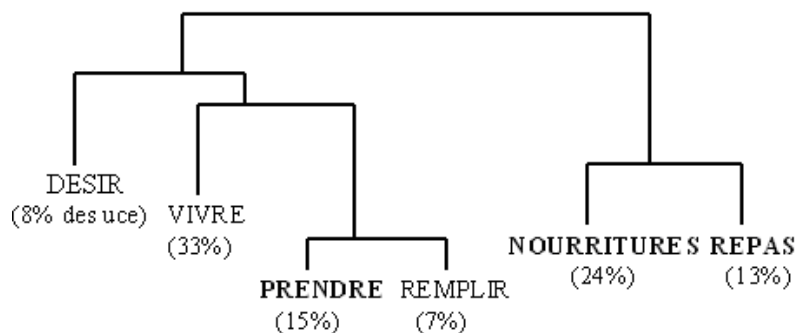 DESIR
(8% des uce)
VIVRE
(33%)
NOURRITURES REPAS
(24%) (13%)
PRENDRE REMPLIR
(15%) (7%)